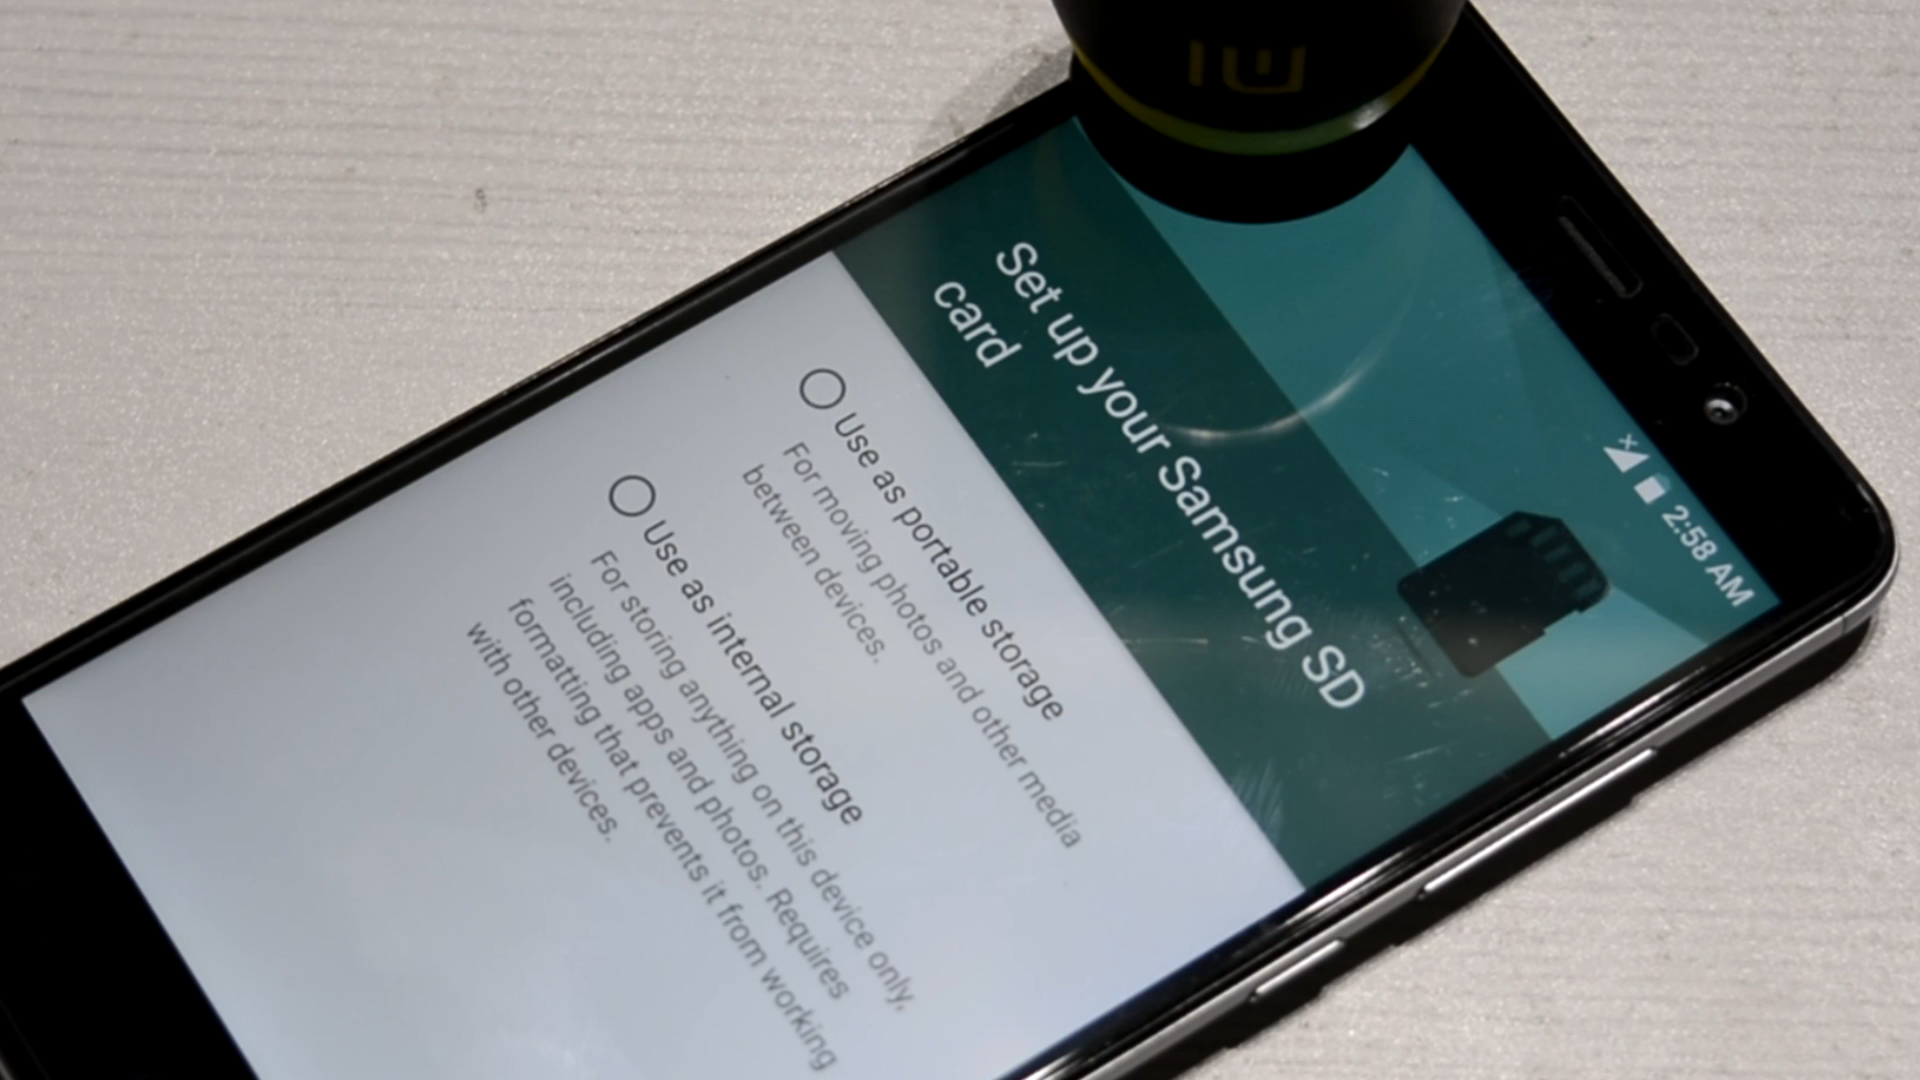 mi
2:58 AM
Set up your Samsung SD
card
Use as portable storage
For moving photos and other media
between devices.
Use as internal storage
For storing anything on this device only,
including apps and photos. Requires
formatting that prevents it from working
with other devices.